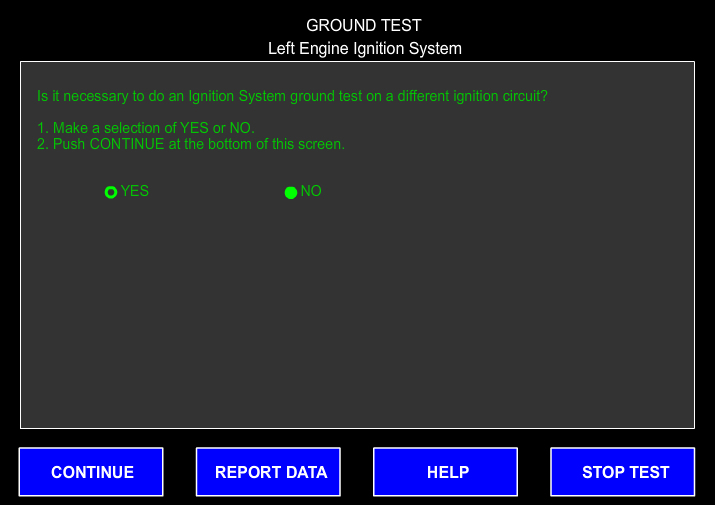 GROUND TEST
Left Engine Ignition System
Is it necessary to do an Ignition System ground test on a different ignition circuit?
1. Make a selection of YES or NO.
2. Push CONTINUE at the bottom of this screen.
YES NO
CONTINUE REPORT DATA HELP STOP TEST